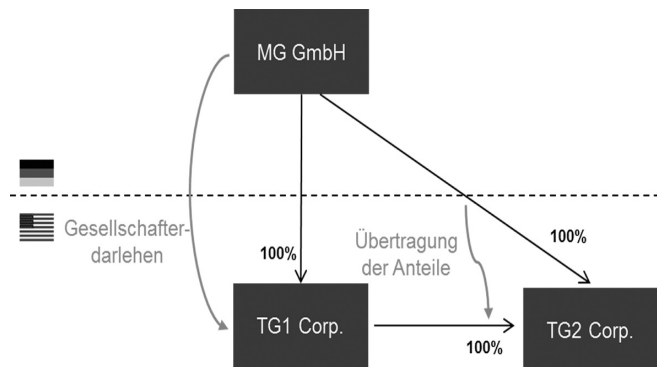 MG GmbH
Gesellschafter-
darlehen
100%
Übertragung
der Anteile
100%
TG1 Corp.
100%
TG2 Corp.